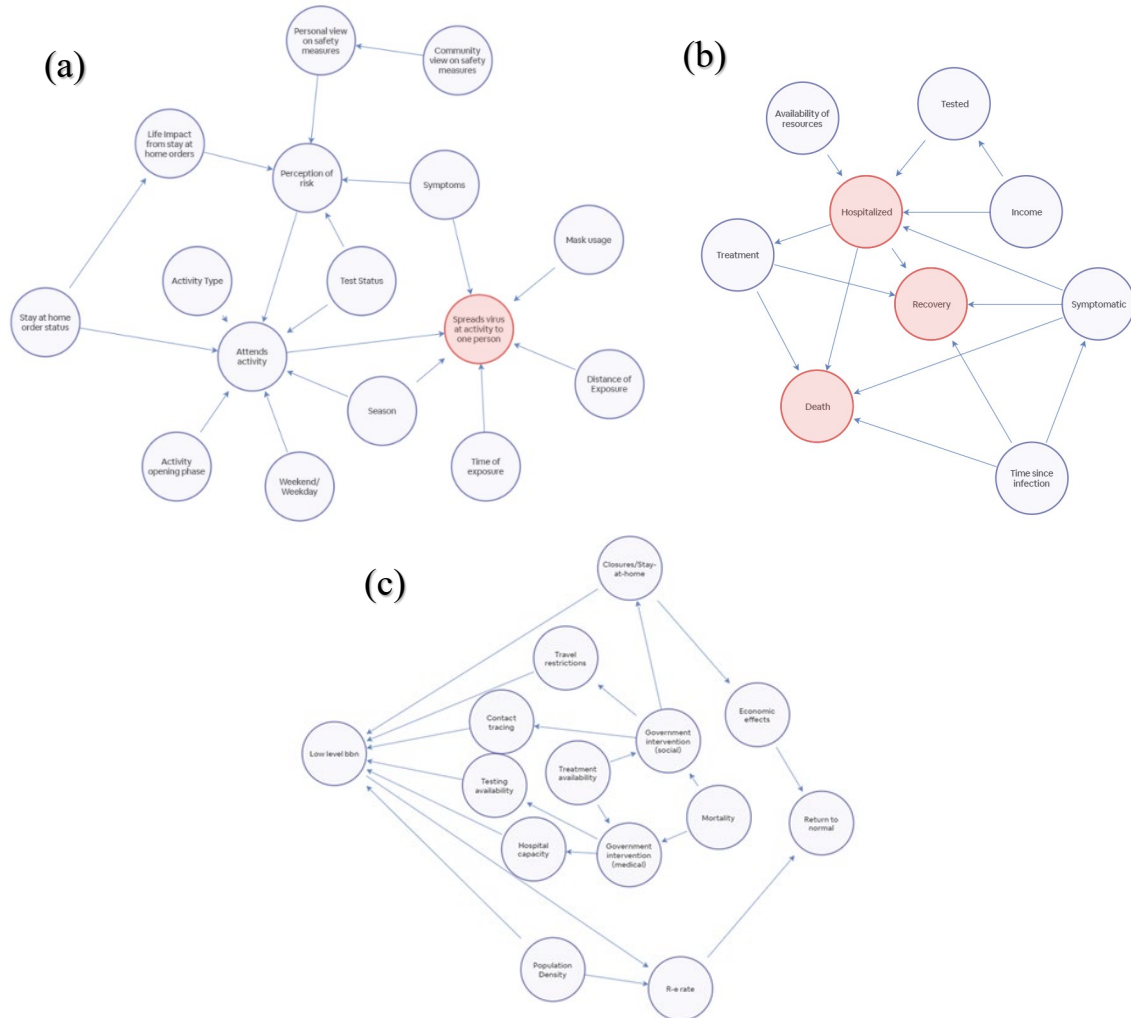 (a)
Personal view
on safety
measures
Community
view on safety
measures
Life Impact
from stay at
home orders
Perception of
risk
Symptoms
Mask usage
Activity Type
Test Status
Stay at home
order status
Spreads virus
at activity to
one person
Attends
activity
Distance of
Exposure
Season
Activity
opening phase
Weekend/
Weekday
Time of
exposure
(b)
Tested
Availability of
resources
Hospitalized
Income
Treatment
Recovery
Symptomatic
Death
Time since
infection
(c)
Closures/Stay-
at-home
Travel
restrictions
Economic
effects
Contact
tracing
Government
intervention
(social)
Low level bbn
Treatment
availability
Testing
availability
Mortality
Return to
normal
Hospital
capacity
Government
intervention
(medical)
Population
Density
R-e rate